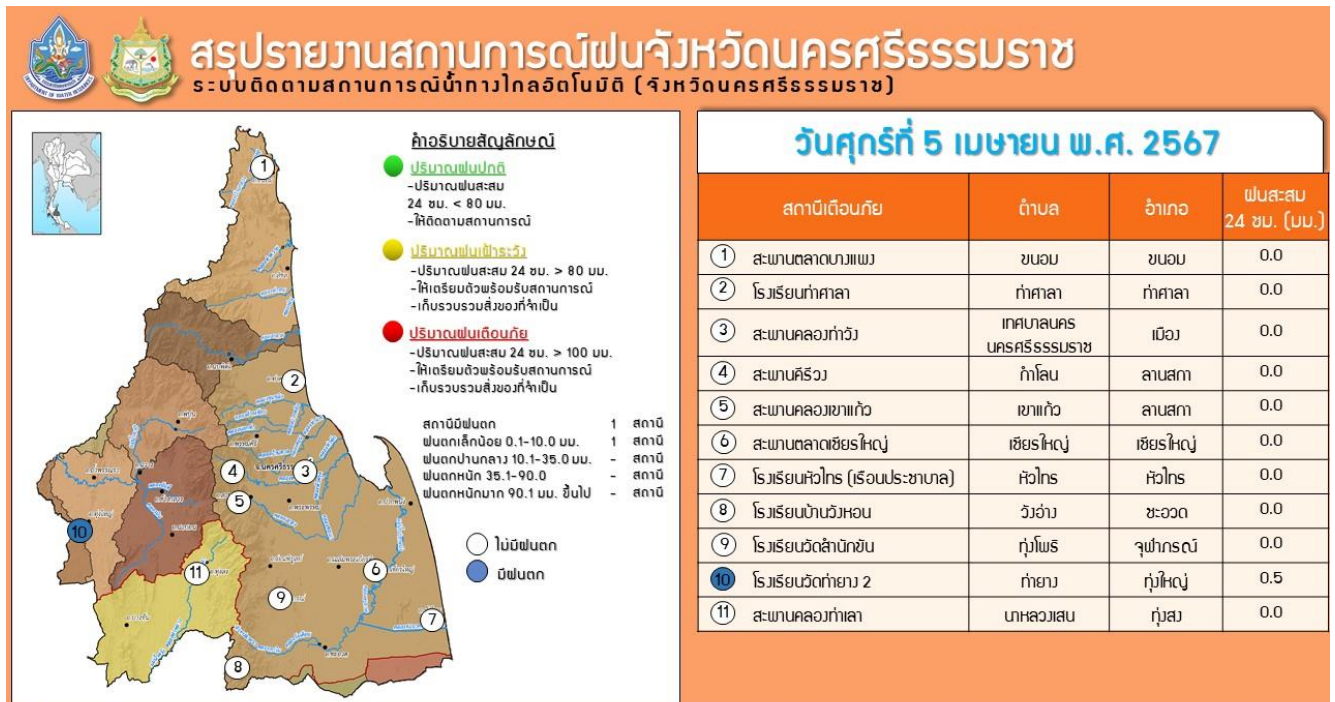 สรุปรายงานสถานการณ์ฝนจังหวัดนครศรีธรรมราช
ระบบติดตามสถานการณ์น้ำทางไกลอัตโนมัติ (จังหวัดนครศรีธรรมราช)
คำอธิบายสัญลักษณ์
ปริมาณฝนปกติ
-ปริมาณฝนสะสม
24 ชม. < 80 มม.
-ให้ติดตามสถานการณ์
ปริมาณฝนเฝ้าระวัง
-ปริมาณฝนสะสม 24 ชม. > 80 มม.
-ให้เตรียมตัวพร้อมรับสถานการณ์
-เก็บรวบรวมสิ่งของที่จำเป็น
ปริมาณฝนเตือนภัย
-ปริมาณฝนสะสม 24 ชม. > 100 มม.
-ให้เตรียมตัวพร้อมรับสถานการณ์
-เก็บรวบรวมสิ่งของที่จำเป็น
สถานีมีฝนตก 1 สถานี
ฝนตกเล็กน้อย 0.1-10.0 มม. 1 สถานี
ฝนตกปานกลาง 10.1-35.0 มม. - สถานี
ฝนตกหนัก 35.1-90.0 - สถานี
ฝนตกหนักมาก 90.1 มม. ขึ้นไป - สถานี
ไม่มีฝนตก
มีฝนตก
1
2
3
4
5
6
7
8
9
10
11
วันศุกร์ที่ 5 เมษายน พ.ศ. 2567
สถานีเตือนภัย ตำบล อำเภอ ฝนสะสม
24 ชม. (มม.)
1 สะพานตลาดบางแพง ขนอม ขนอม 0.0
2 โรงเรียนท่าศาลา ท่าศาลา ท่าศาลา 0.0
3 สะพานคลองท่าวัง เทศบาลนคร
นครศรีธรรมราช เมือง 0.0
4 สะพานคีรีวง กำโลน ลานสกา 0.0
5 สะพานคลองเขาแก้ว เขาแก้ว ลานสกา 0.0
6 สะพานตลาดเชียรใหญ่ เชียรใหญ่ เชียรใหญ่ 0.0
7 โรงเรียนหัวไทร (เรือนประชาบาล) หัวไทร หัวไทร 0.0
8 โรงเรียนบ้านวังหอน วังอ่าง ชะอวด 0.0
9 โรงเรียนวัดสำนักขัน ทุ่งโพธิ จุฬาภรณ์ 0.0
10 โรงเรียนวัดท่ายาง 2 ท่ายาง ทุ่งใหญ่ 0.5
11 สะพานคลองท่าเลา นาหลวงเสน ทุ่งสง 0.0